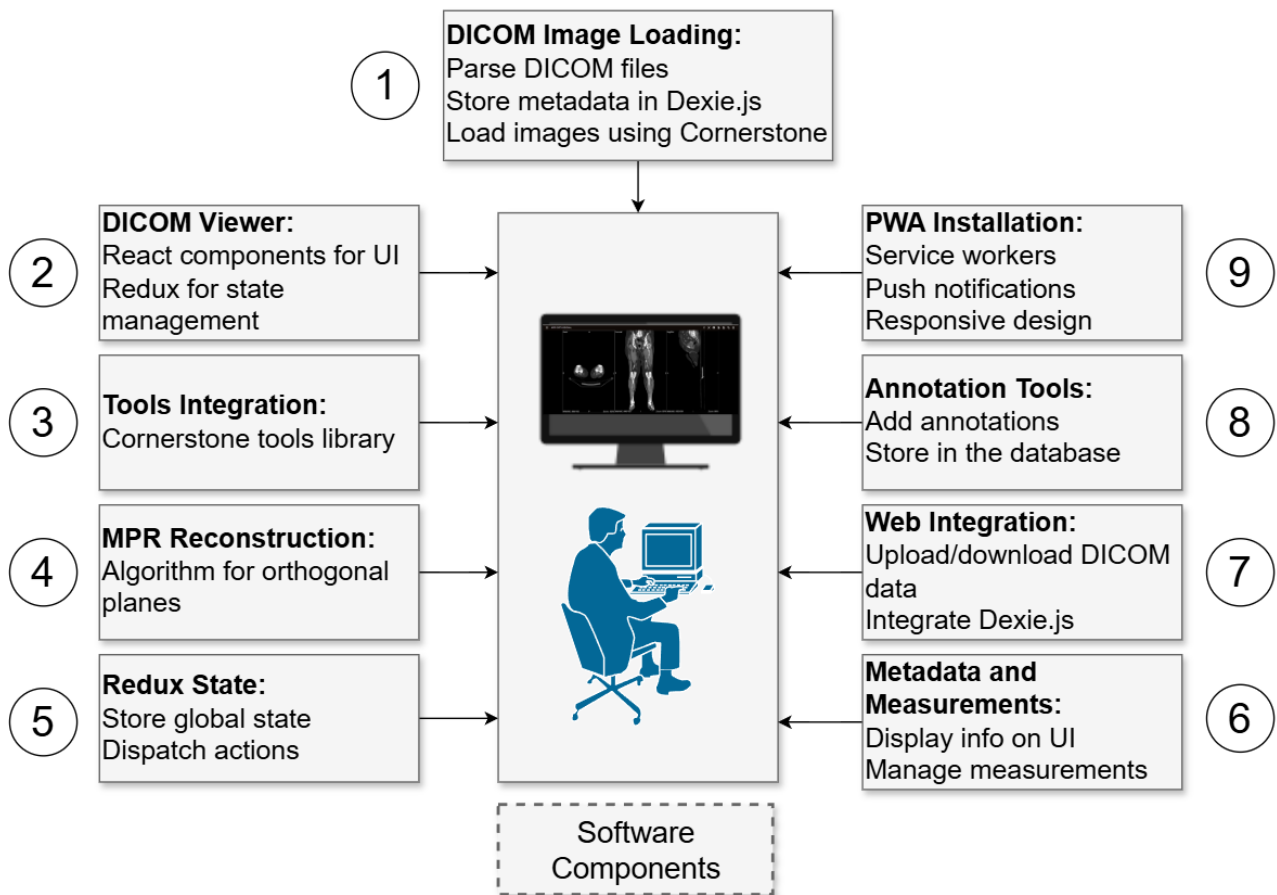 1
DICOM Image Loading:
Parse DICOM files
Store metadata in Dexie.js
Load images using Cornerstone
2
DICOM Viewer:
React components for UI
Redux for state
management
3
Tools Integration:
Cornerstone tools library
4
MPR Reconstruction:
Algorithm for orthogonal
planes
5
Redux State:
Store global state
Dispatch actions
PWA Installation:
Service workers
Push notifications
Responsive design
9
Annotation Tools:
Add annotations
Store in the database
8
Web Integration:
Upload/download DICOM
data
Integrate Dexie.js
7
Metadata and
Measurements:
Display info on UI
Manage measurements
6
Software
Components